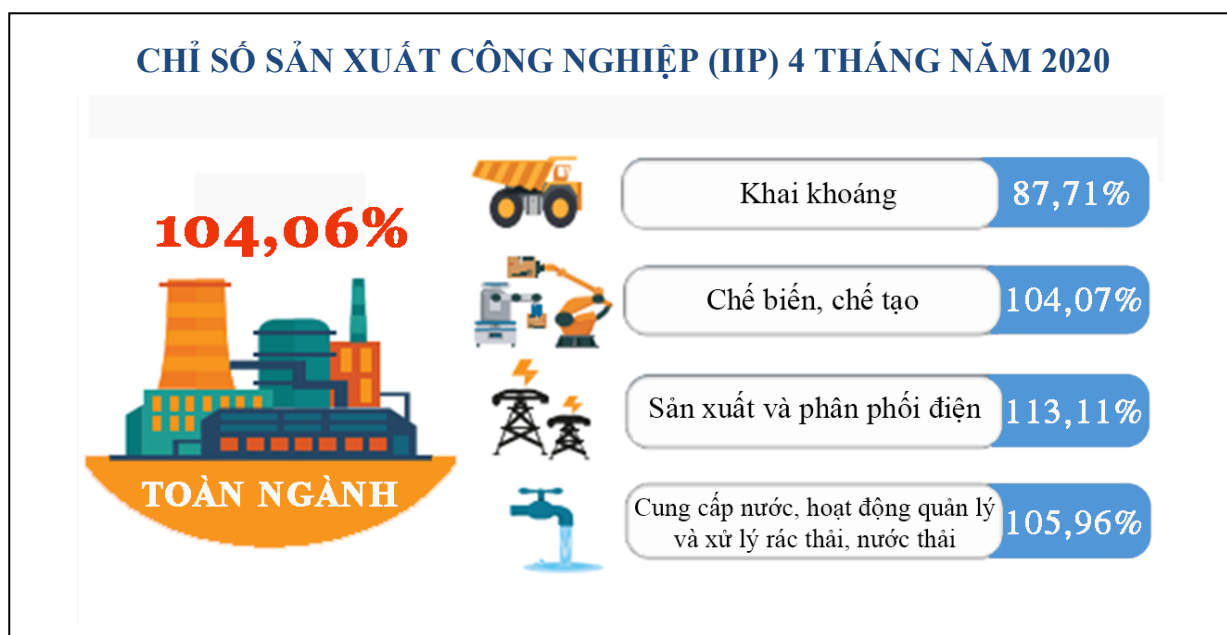 CHỈ SỐ SẢN XUẤT CÔNG NGHIỆP (IIP) 4 THÁNG NĂM 2020
104,06%
TOÀN NGÀNH
Khai khoáng
87,71%
Chế biến, chế tạo
104,07%
Sản xuất và phân phối điện
113,11%
Cung cấp nước, hoạt động quản lý
và xử lý rác thải, nước thải
105,96%